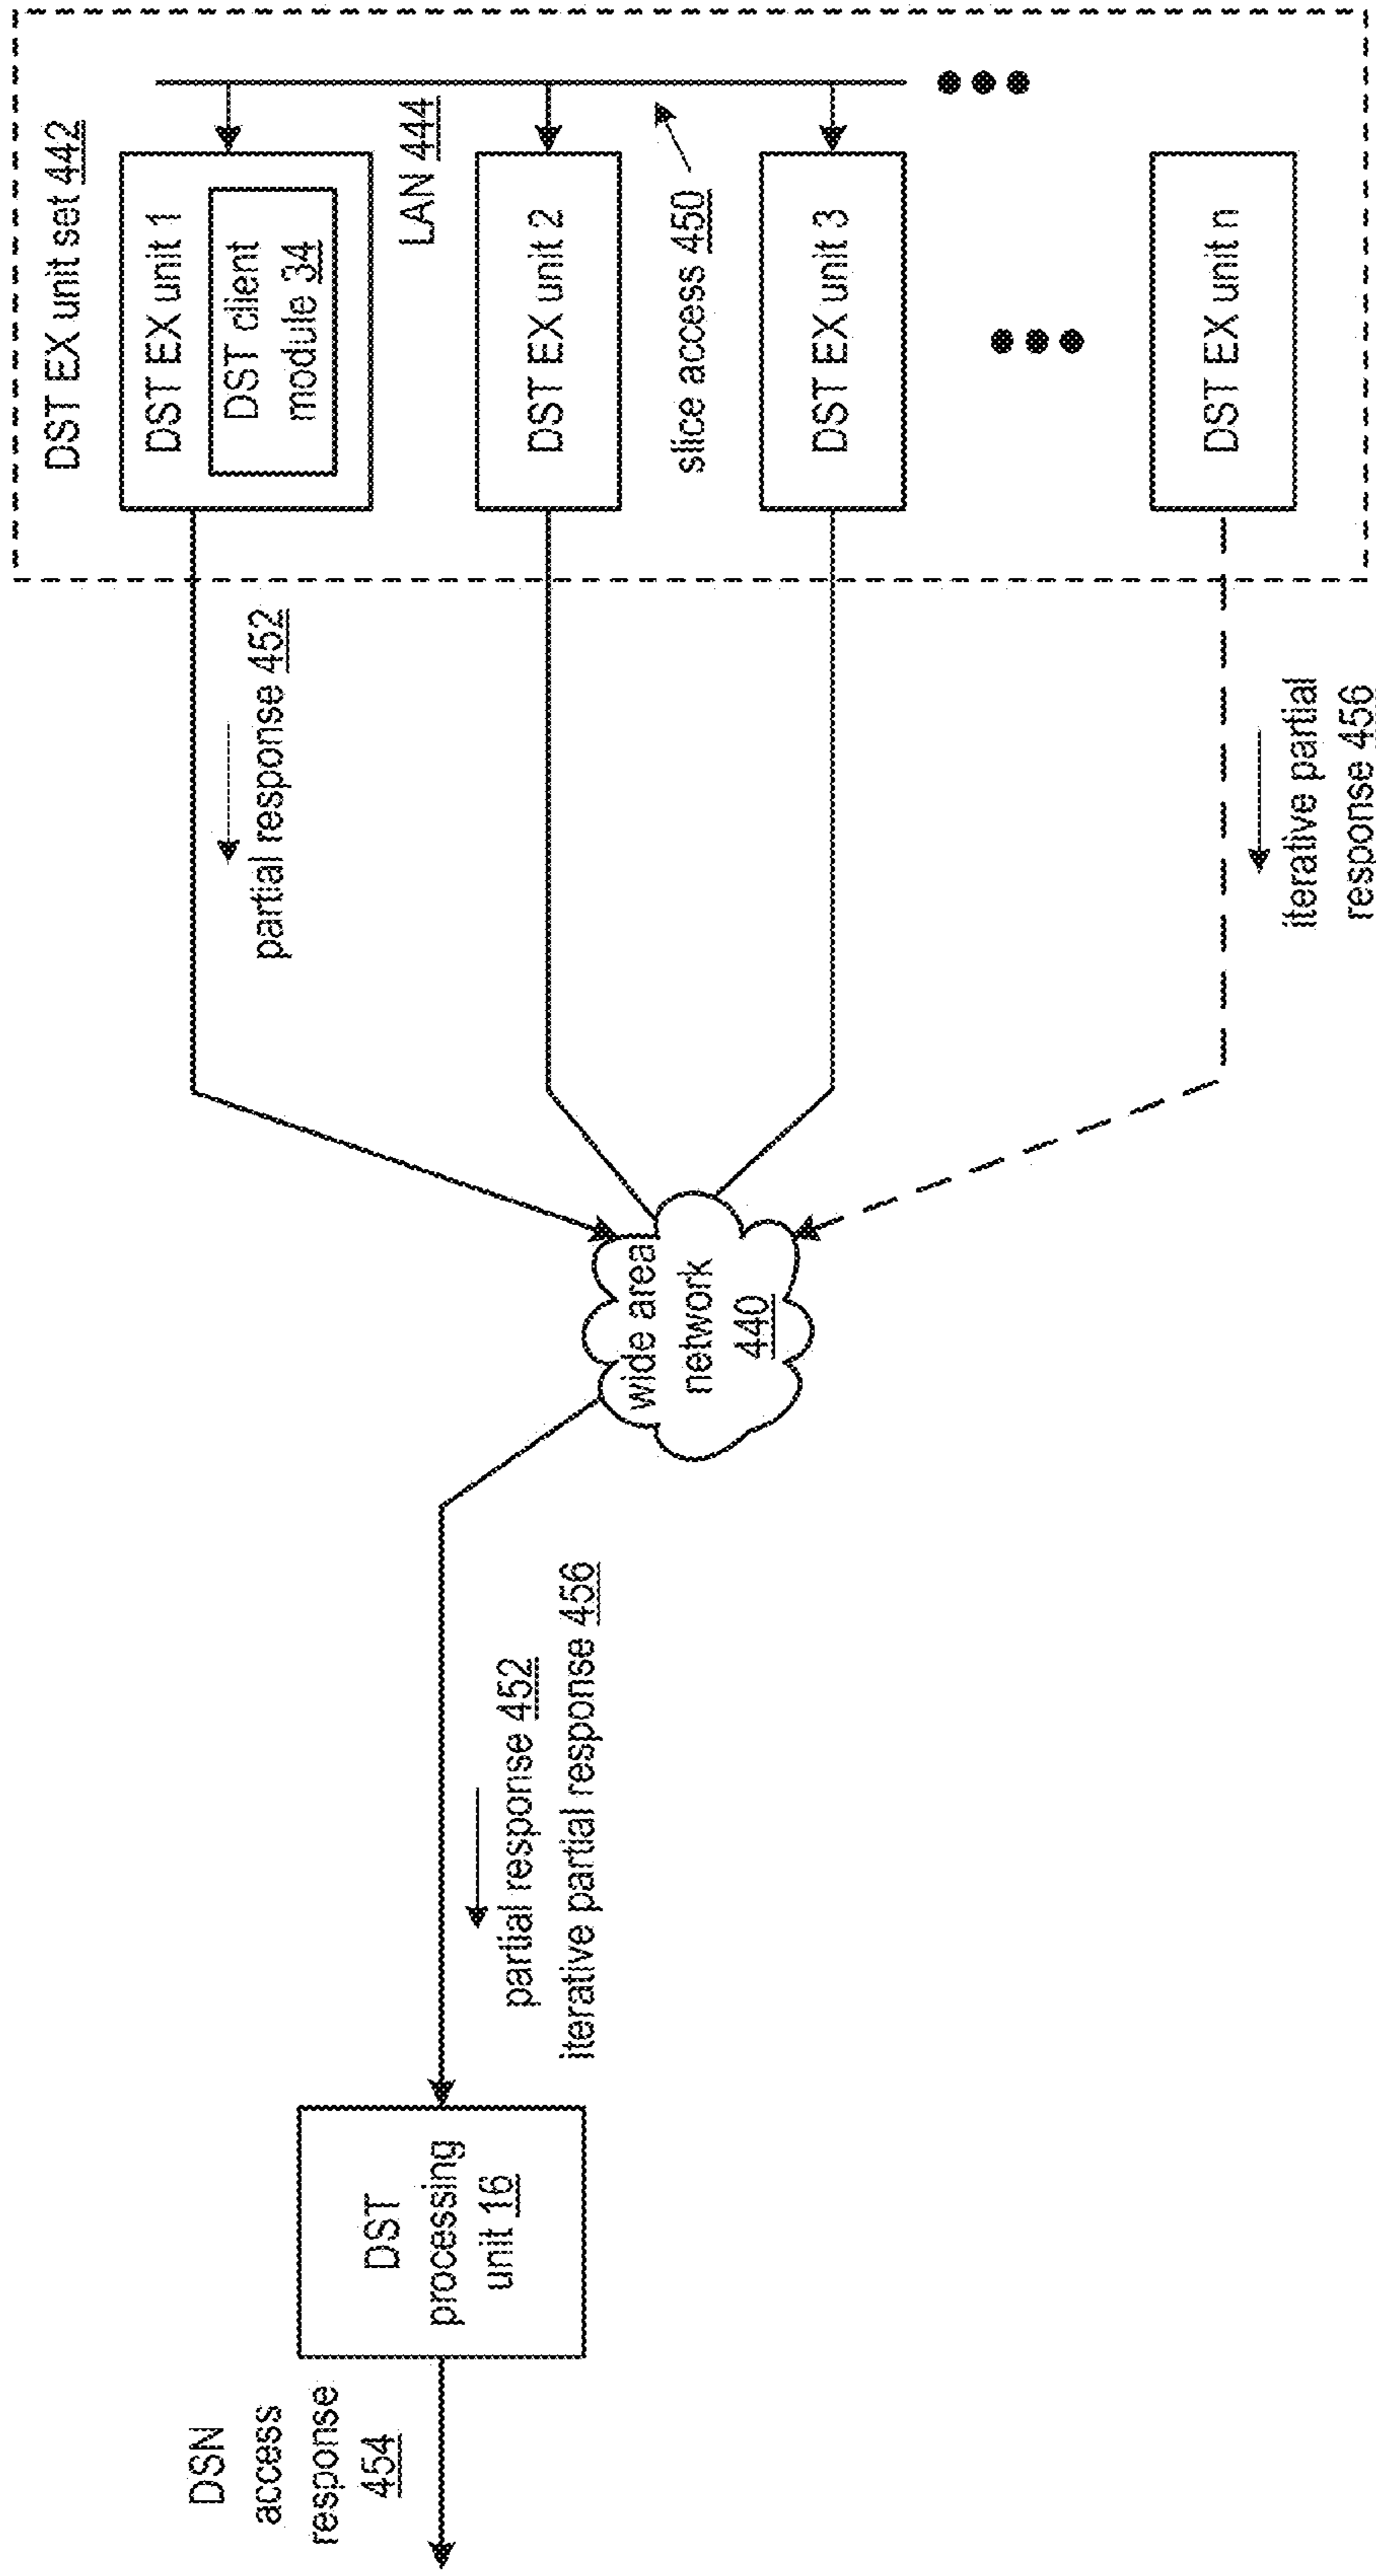 DSN
access
response
454
DST
processing
unit 16
partial response 452
iterative partial response 456
wide area
network
440
partial response 452
iterative partial
response 456
DST EX unit set 442
DST EX unit 1
DST client
module 34
LAN 444
DST EX unit 2
slice access 450
DST EX unit 3
DST EX unit n